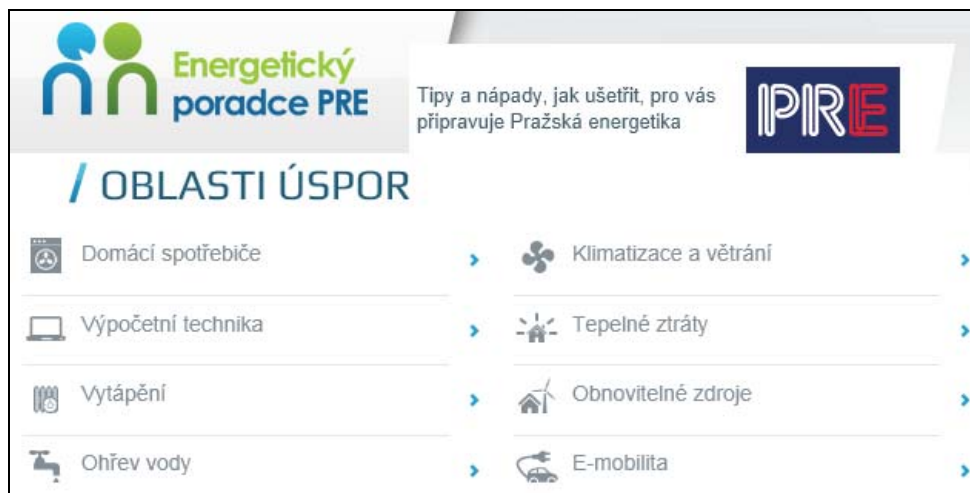 Energetický
poradce PRE
Tipy a nápady, jak ušetřit, pro vás
připravuje Pražská energetika
PRE
/ OBLASTI ÚSPOR
Domácí spotřebiče
Klimatizace a větrání
Výpočetní technika
Tepelné ztráty
Vytápění
Obnovitelné zdroje
Ohřev vody
E-mobilita